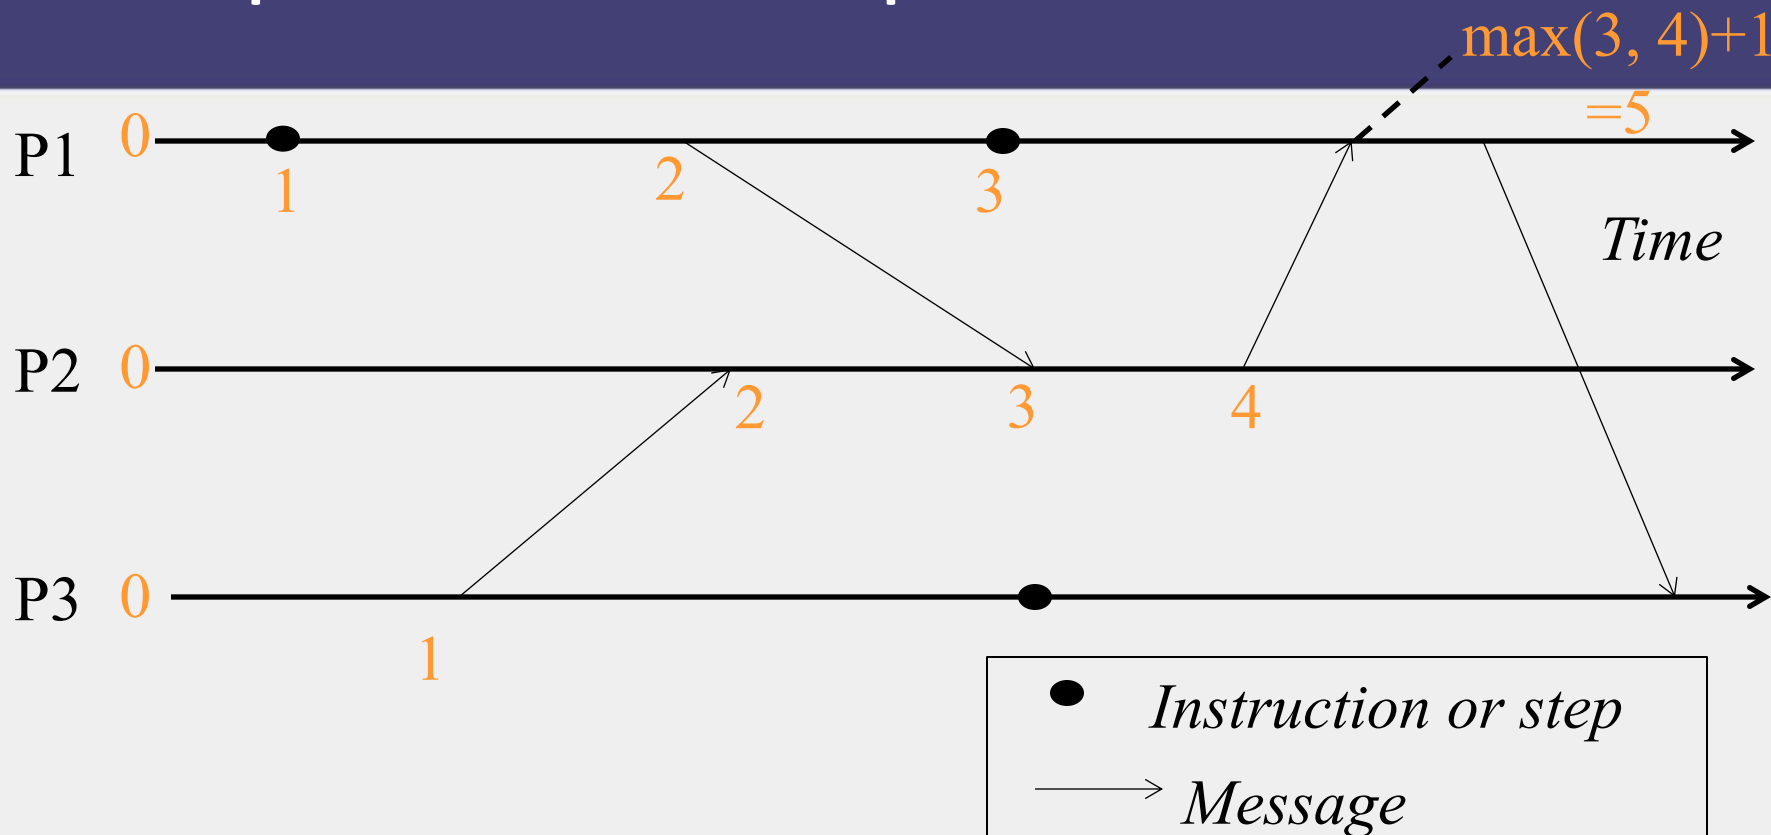 max(3, 4)+1
=5
P1 0
1 2 3
Time
P2 0
2 3 4
P3 0
1
Instruction or step
Message